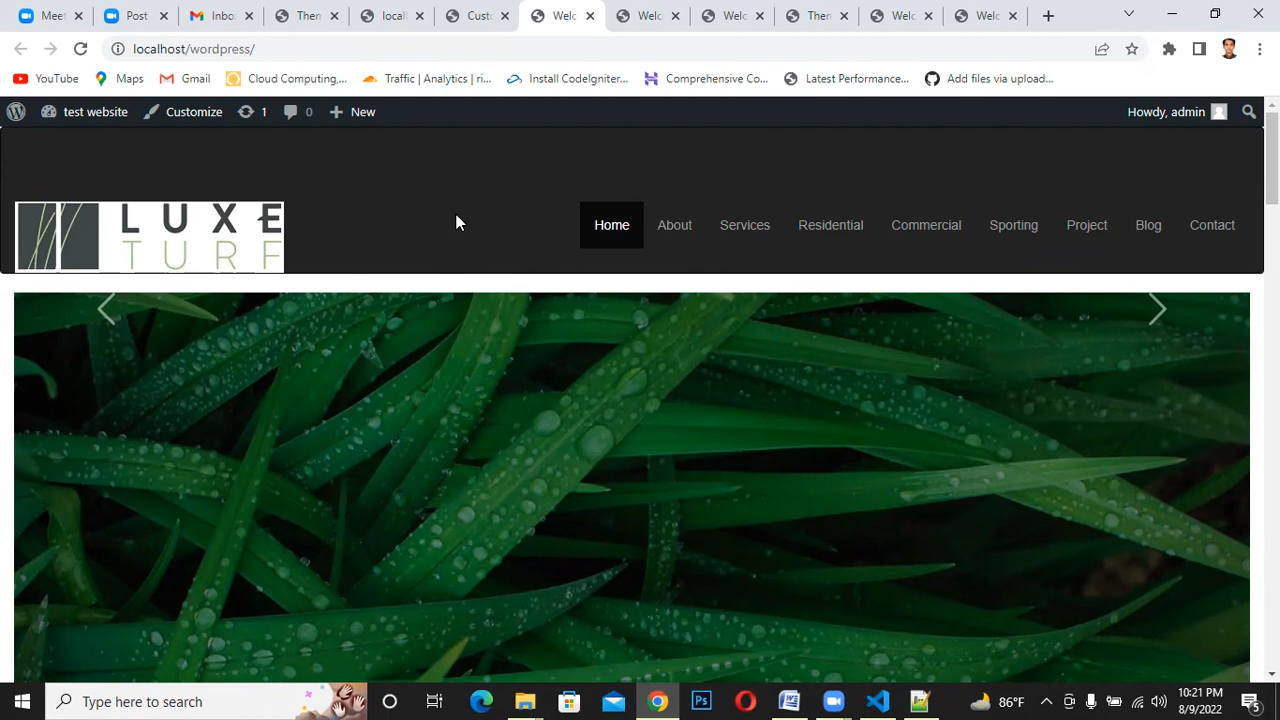 Meet
Post
Inbo
Then
locall
Custo
Welc
Welc
Welc
Then
Welc
Welc
localhost/wordpress/
YouTube
Maps
Gmail
Cloud Computing,...
Traffic | Analytics | ri...
Install CodeIgniter...
Comprehensive Co...
Latest Performance...
Add files via upload...
test website
Customize
1
0
New
Howdy, admin
LUXE
TURF
Home
About
Services
Residential
Commercial
Sporting
Project
Blog
Contact
Type here to search
86°F
10:21 PM
8/9/2022
5